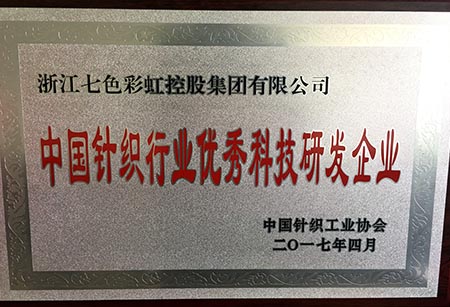 浙江七色彩虹控股集团有限公司
中国针织行业优秀科技研发企业
中国针织工业协会
二〇一七年四月